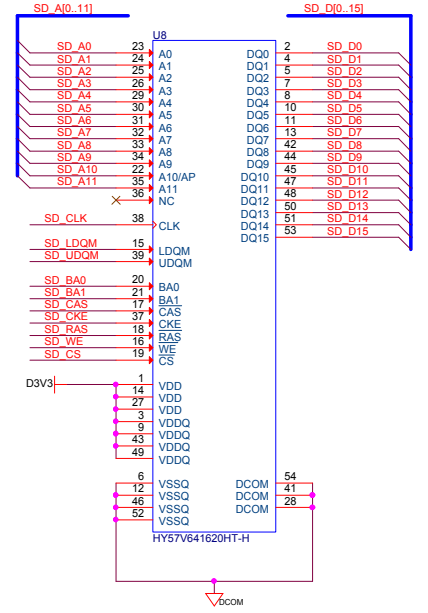 SD_A[0..11] SD_D[0..15]
U8
SD_A0 23 A0 DQ0 2 SD_D0
SD_A1 24 A1 DQ1 4 SD_D1
SD_A2 25 A2 DQ2 5 SD_D2
SD_A3 26 A3 DQ3 7 SD_D3
SD_A4 29 A4 DQ4 8 SD_D4
SD_A5 30 A5 DQ5 10 SD_D5
SD_A6 31 A6 DQ6 11 SD_D6
SD_A7 32 A7 DQ7 13 SD_D7
SD_A8 33 A8 DQ8 42 SD_D8
SD_A9 34 A9 DQ9 44 SD_D9
SD_A10 22 A10/AP DQ10 45 SD_D10
SD_A11 35 A11 DQ11 47 SD_D11
36 NC DQ12 48 SD_D12
DQ13 50 SD_D13
SD_CLK 38 CLK DQ14 51 SD_D14
DQ15 53 SD_D15
SD_LDQM 15 LDQM
SD_UDQM 39 UDQM
SD_BA0 20 BA0
SD_BA1 21 BA1
SD_CAS 17 CAS
SD_CKE 37 CKE
SD_RAS 18 RAS
SD_WE 16 WE
SD_CS 19 CS
D3V3 1 VDD
14 VDD
27 VDD
3 VDDQ
9 VDDQ
43 VDDQ
49 VDDQ
6 VSSQ DCOM 54
12 VSSQ DCOM 41
46 VSSQ DCOM 28
52 VSSQ
HY57V641620HT-H
DCOM